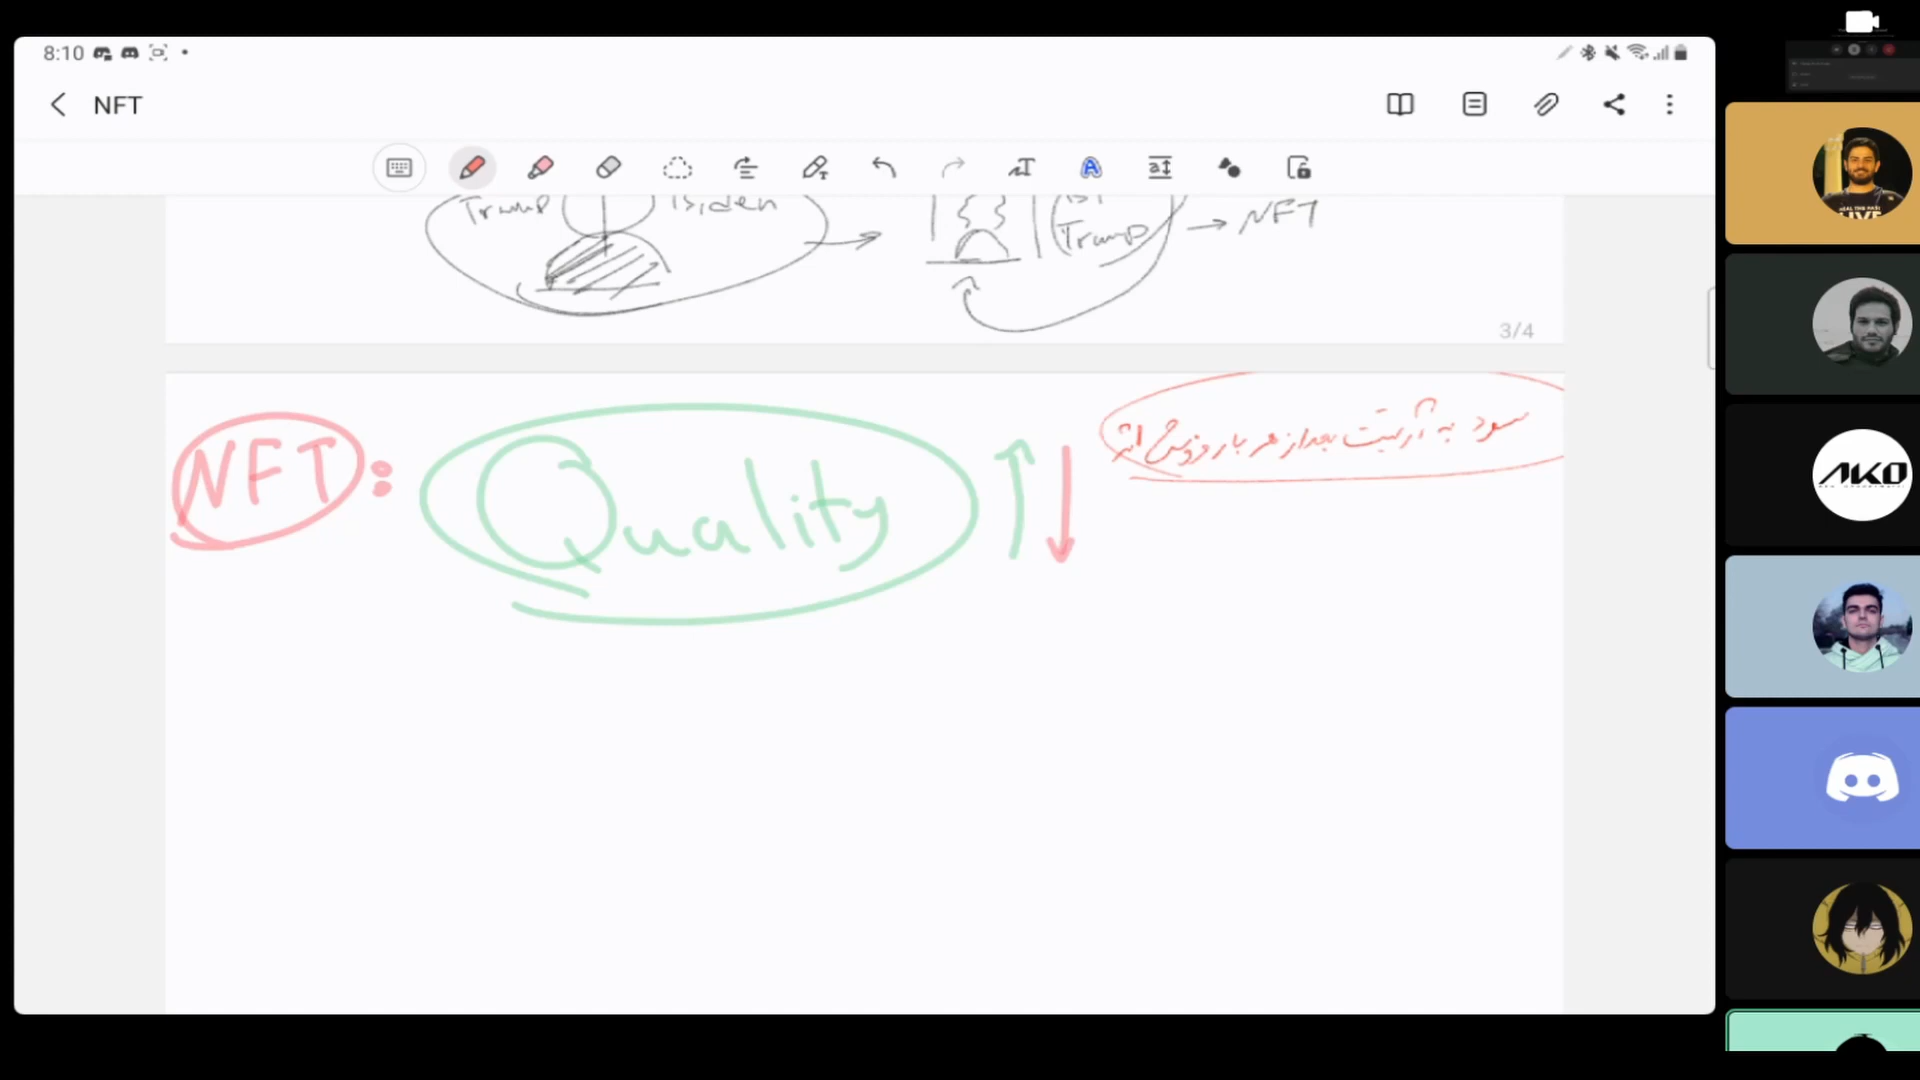 8:10
NFT
Trump Biden
Trump → NFT
3/4
NFT: Quality
سود به آرتیست بعد از هر بار فروش اثر
AKO